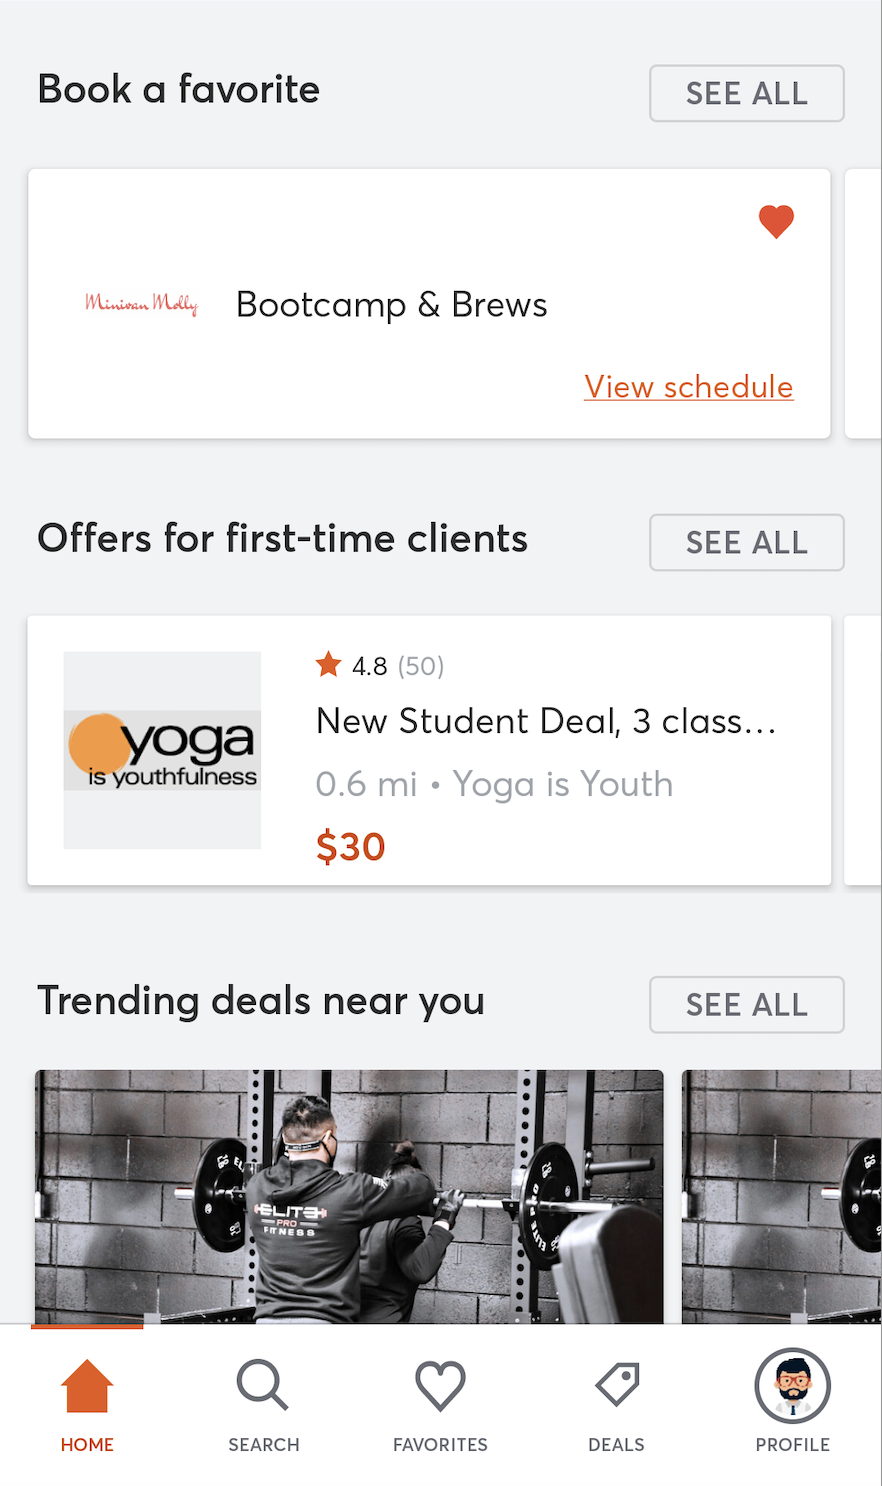 Book a favorite
SEE ALL
Minivan Molly
Bootcamp & Brews
View schedule
Offers for first-time clients
SEE ALL
4.8 (50)
New Student Deal, 3 class...
0.6 mi • Yoga is Youth
$30
yoga
is youthfulness
Trending deals near you
SEE ALL
ELITE
PRO
FITNESS
ELITE PRO
HOME
SEARCH
FAVORITES
DEALS
PROFILE